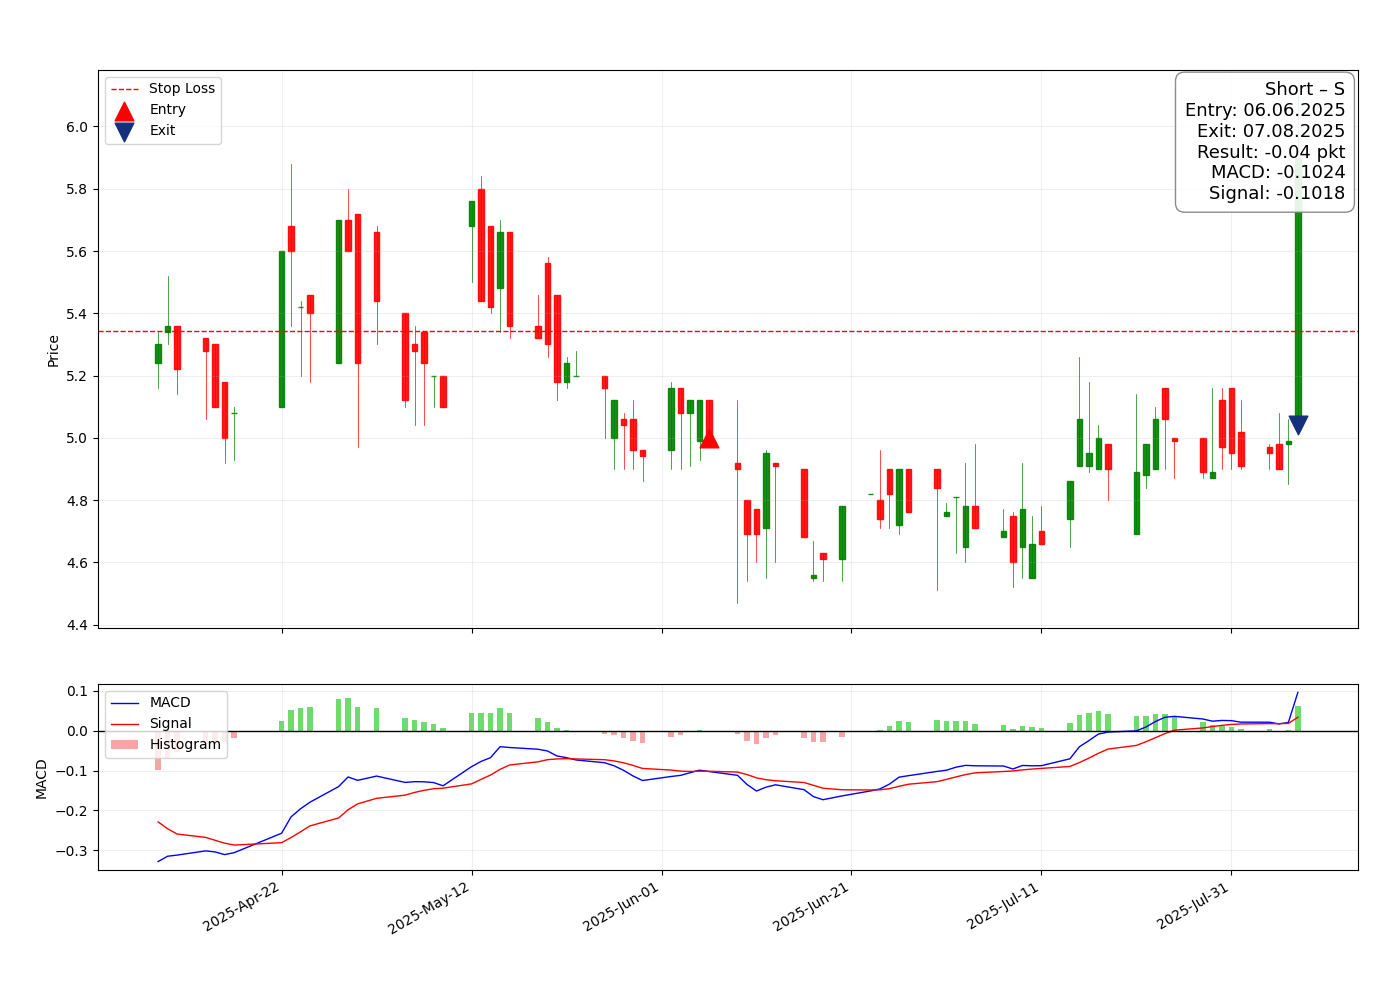 Stop Loss
Entry
Exit
Short – S
Entry: 06.06.2025
Exit: 07.08.2025
Result: -0.04 pkt
MACD: -0.1024
Signal: -0.1018
Price
6.0
5.8
5.6
5.4
5.2
5.0
4.8
4.6
4.4
MACD
Signal
Histogram
MACD
0.1
0.0
−0.1
−0.2
−0.3
2025-Apr-22
2025-May-12
2025-Jun-01
2025-Jun-21
2025-Jul-11
2025-Jul-31